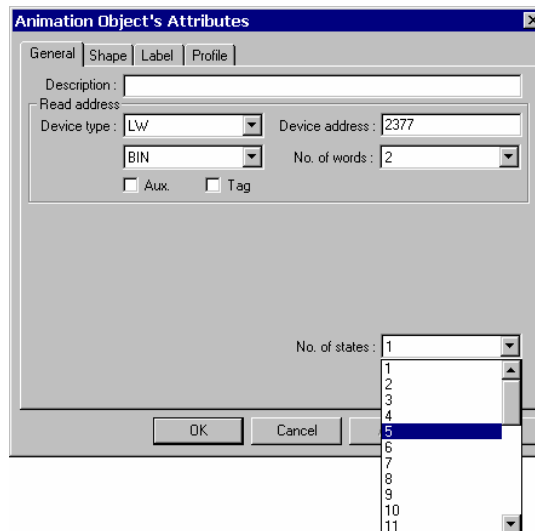 Animation Object's Attributes
General Shape Label Profile
Description :
Read address
Device type : LW Device address : 2377
BIN No. of words : 2
Aux. Tag
No. of states : 1
1
2
3
4
5
6
7
8
9
10
11
OK Cancel